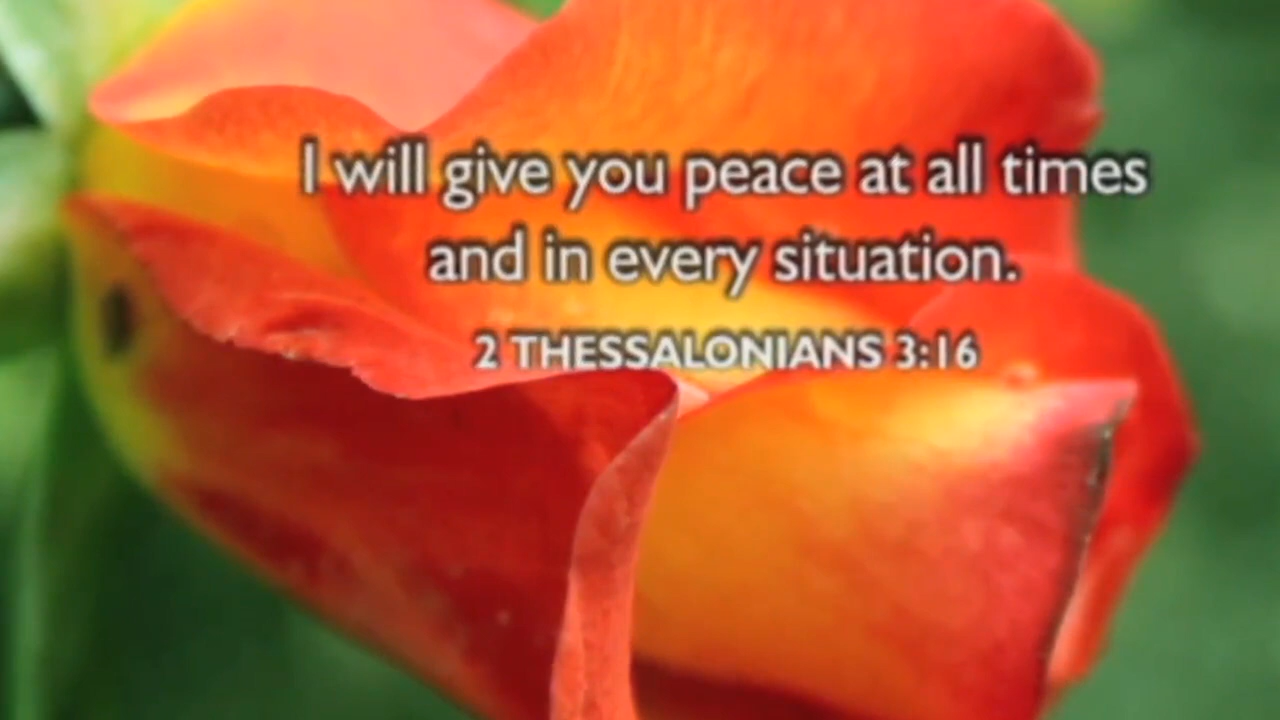 I will give you peace at all times
and in every situation.
2 THESSALONIANS 3:16